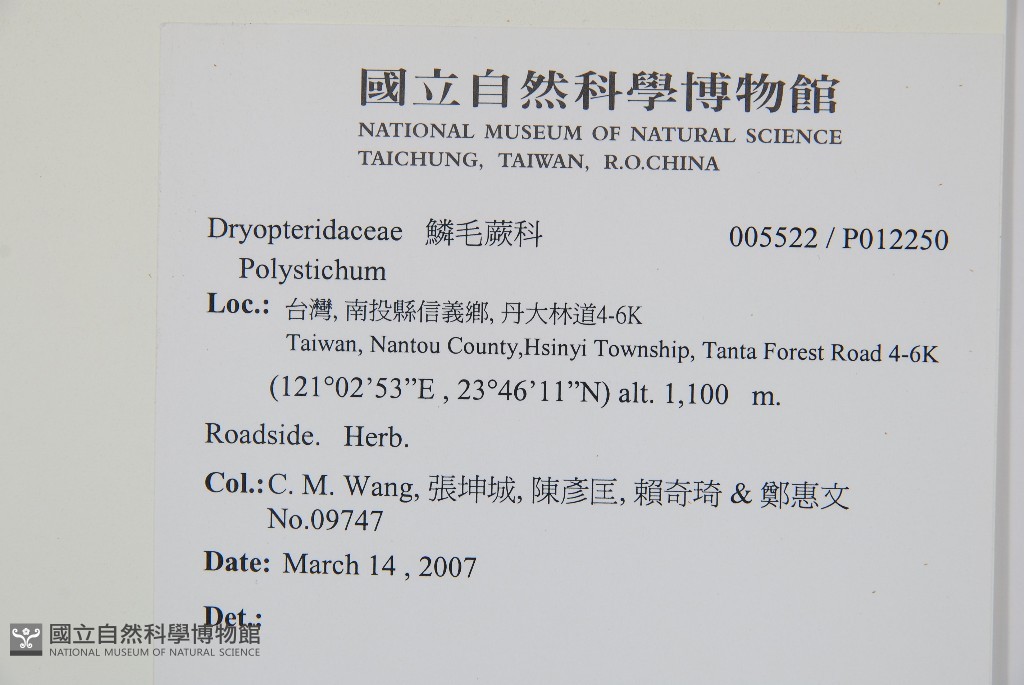 國立自然科學博物館
NATIONAL MUSEUM OF NATURAL SCIENCE
TAICHUNG, TAIWAN, R.O.CHINA
Dryopteridaceae 鱗毛蕨科 005522 / P012250
Polystichum
Loc.: 台灣, 南投縣信義鄉, 丹大林道4-6K
Taiwan, Nantou County,Hsinyi Township, Tanta Forest Road 4-6K
(121°02’53”E , 23°46’11”N) alt. 1,100 m.
Roadside. Herb.
Col.: C. M. Wang, 張坤城, 陳彥匡, 賴奇琦 & 鄭惠文
No.09747
Date: March 14 , 2007
Det.:
國立自然科學博物館
NATIONAL MUSEUM OF NATURAL SCIENCE